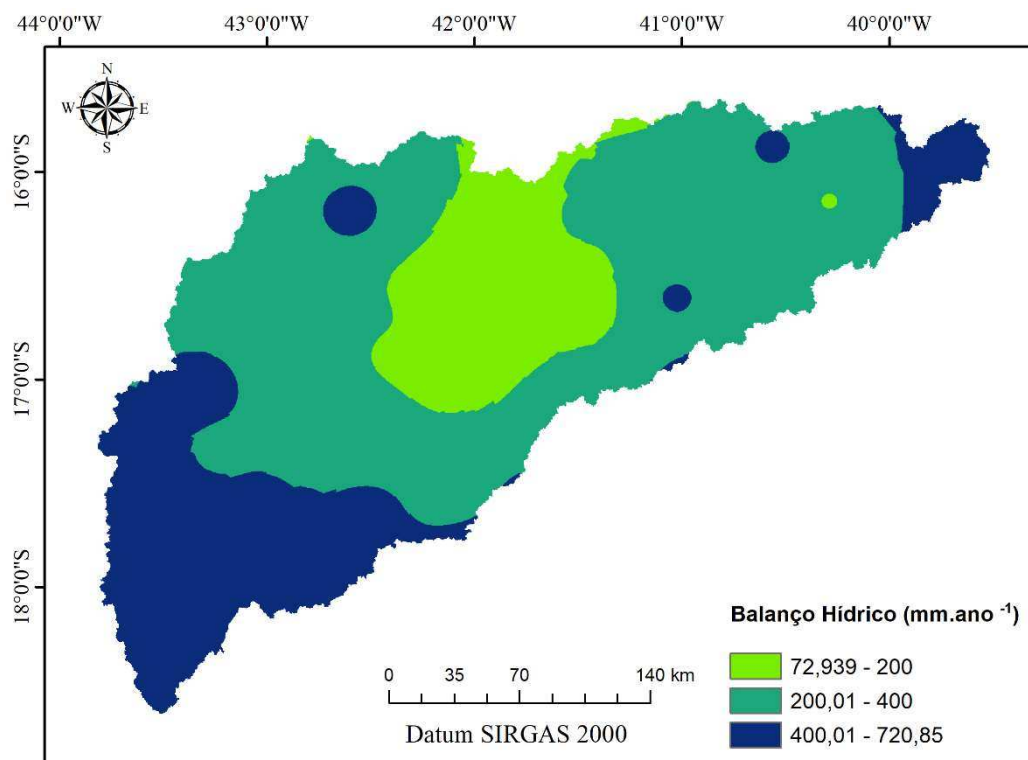 44°0'0"W 43°0'0"W 42°0'0"W 41°0'0"W 40°0'0"W
N
W E
S
16°0'0"S
17°0'0"S
18°0'0"S
Balanço Hídrico (mm.ano -1)
72,939 - 200
200,01 - 400
400,01 - 720,85
0 35 70 140 km
Datum SIRGAS 2000